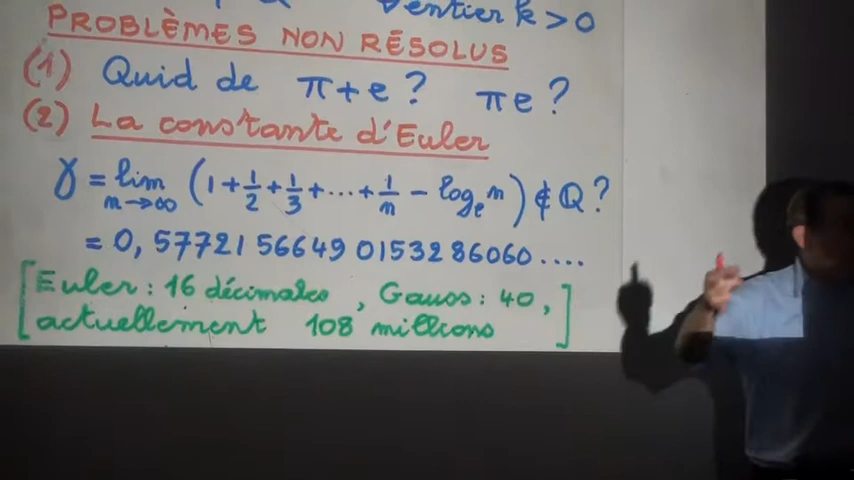 ∀ entier k > 0
PROBLÈMES NON RÉSOLUS
(1) Quid de π+e ? πe ?
(2) La constante d'Euler
γ = lim n→∞ (1 + 1/2 + 1/3 + ... + 1/n - logₑ n) ∉ Q ?
= 0, 57721 56649 01532 86060 ....
[Euler : 16 décimales, Gauss : 40,
actuellement 108 millions]